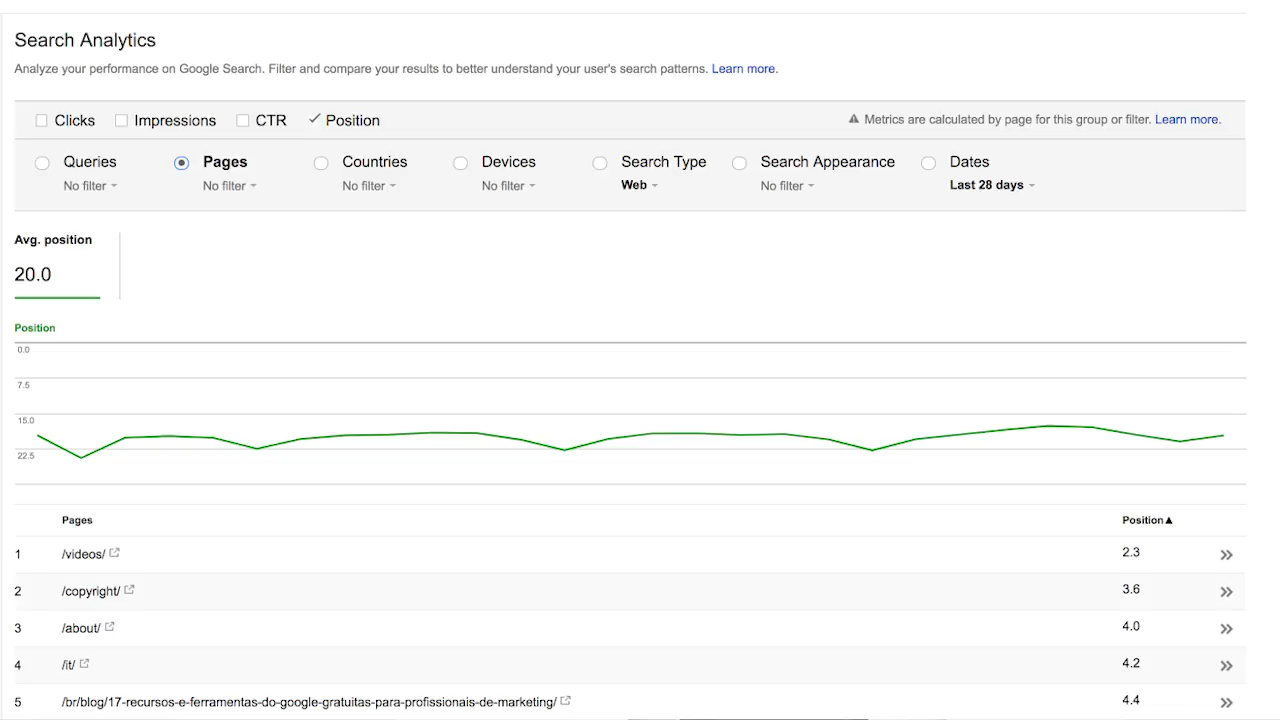 Search Analytics
Analyze your performance on Google Search. Filter and compare your results to better understand your user's search patterns. Learn more.
Clicks Impressions CTR Position Metrics are calculated by page for this group or filter. Learn more.
Queries Pages Countries Devices Search Type Search Appearance Dates
No filter No filter No filter No filter Web No filter Last 28 days
Avg. position
20.0
Position
0.0
7.5
15.0
22.5
Pages Position▲
1 /videos/ 2.3
2 /copyright/ 3.6
3 /about/ 4.0
4 /it/ 4.2
5 /br/blog/17-recursos-e-ferramentas-do-google-gratuitas-para-profissionais-de-marketing/ 4.4